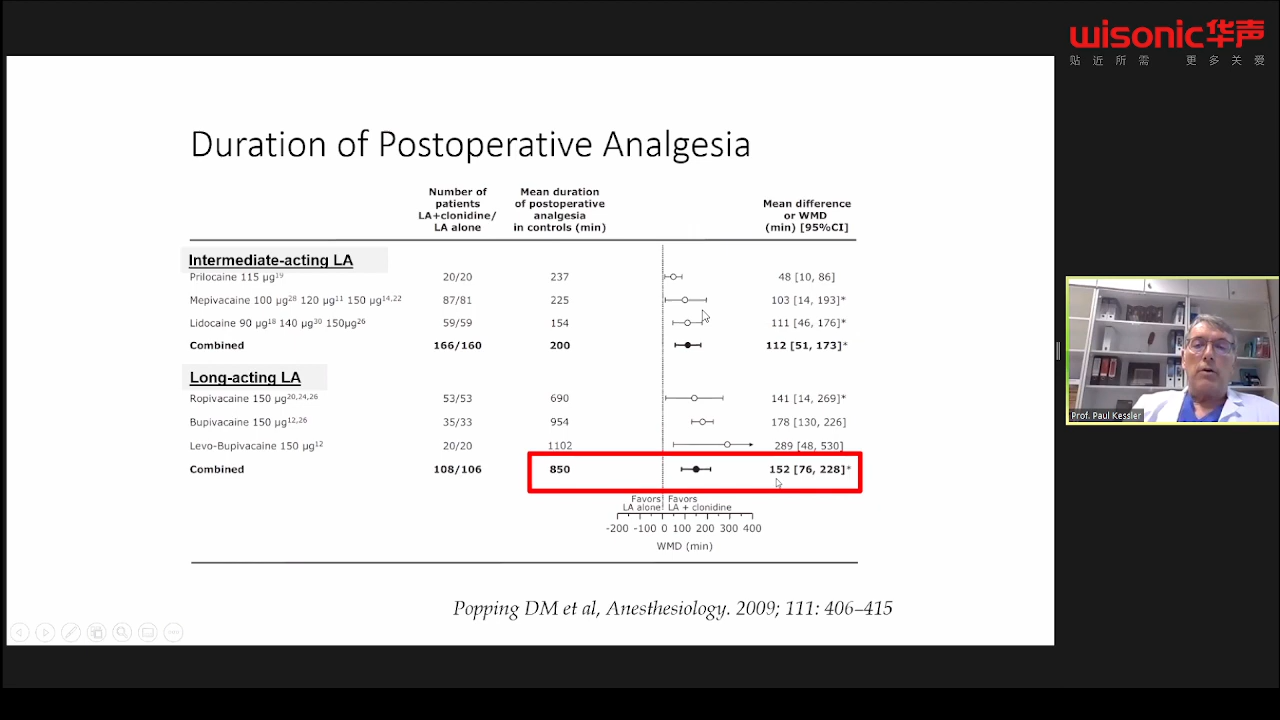 wisonic华声
贴近所需 更多关爱
Duration of Postoperative Analgesia
Number of patients LA+clonidine/ LA alone
Mean duration of postoperative analgesia in controls (min)
Mean difference or WMD (min) [95%CI]
Intermediate-acting LA
Prilocaine 115 µg19 20/20 237 48 [10, 86]
Mepivacaine 100 µg28 120 µg11 150 µg14,22 87/81 225 103 [14, 193]*
Lidocaine 90 µg18 140 µg30 150µg26 59/59 154 111 [46, 176]*
Combined 166/160 200 112 [51, 173]*
Long-acting LA
Ropivacaine 150 µg20,24,26 53/53 690 141 [14, 269]*
Bupivacaine 150 µg12,26 35/33 954 178 [130, 226]
Levo-Bupivacaine 150 µg12 20/20 1102 289 [48, 530]
Combined 108/106 850 152 [76, 228]*
Favors LA alone
Favors LA + clonidine
-200 -100 0 100 200 300 400
WMD (min)
Popping DM et al, Anesthesiology. 2009; 111: 406–415
Prof. Paul Kessler